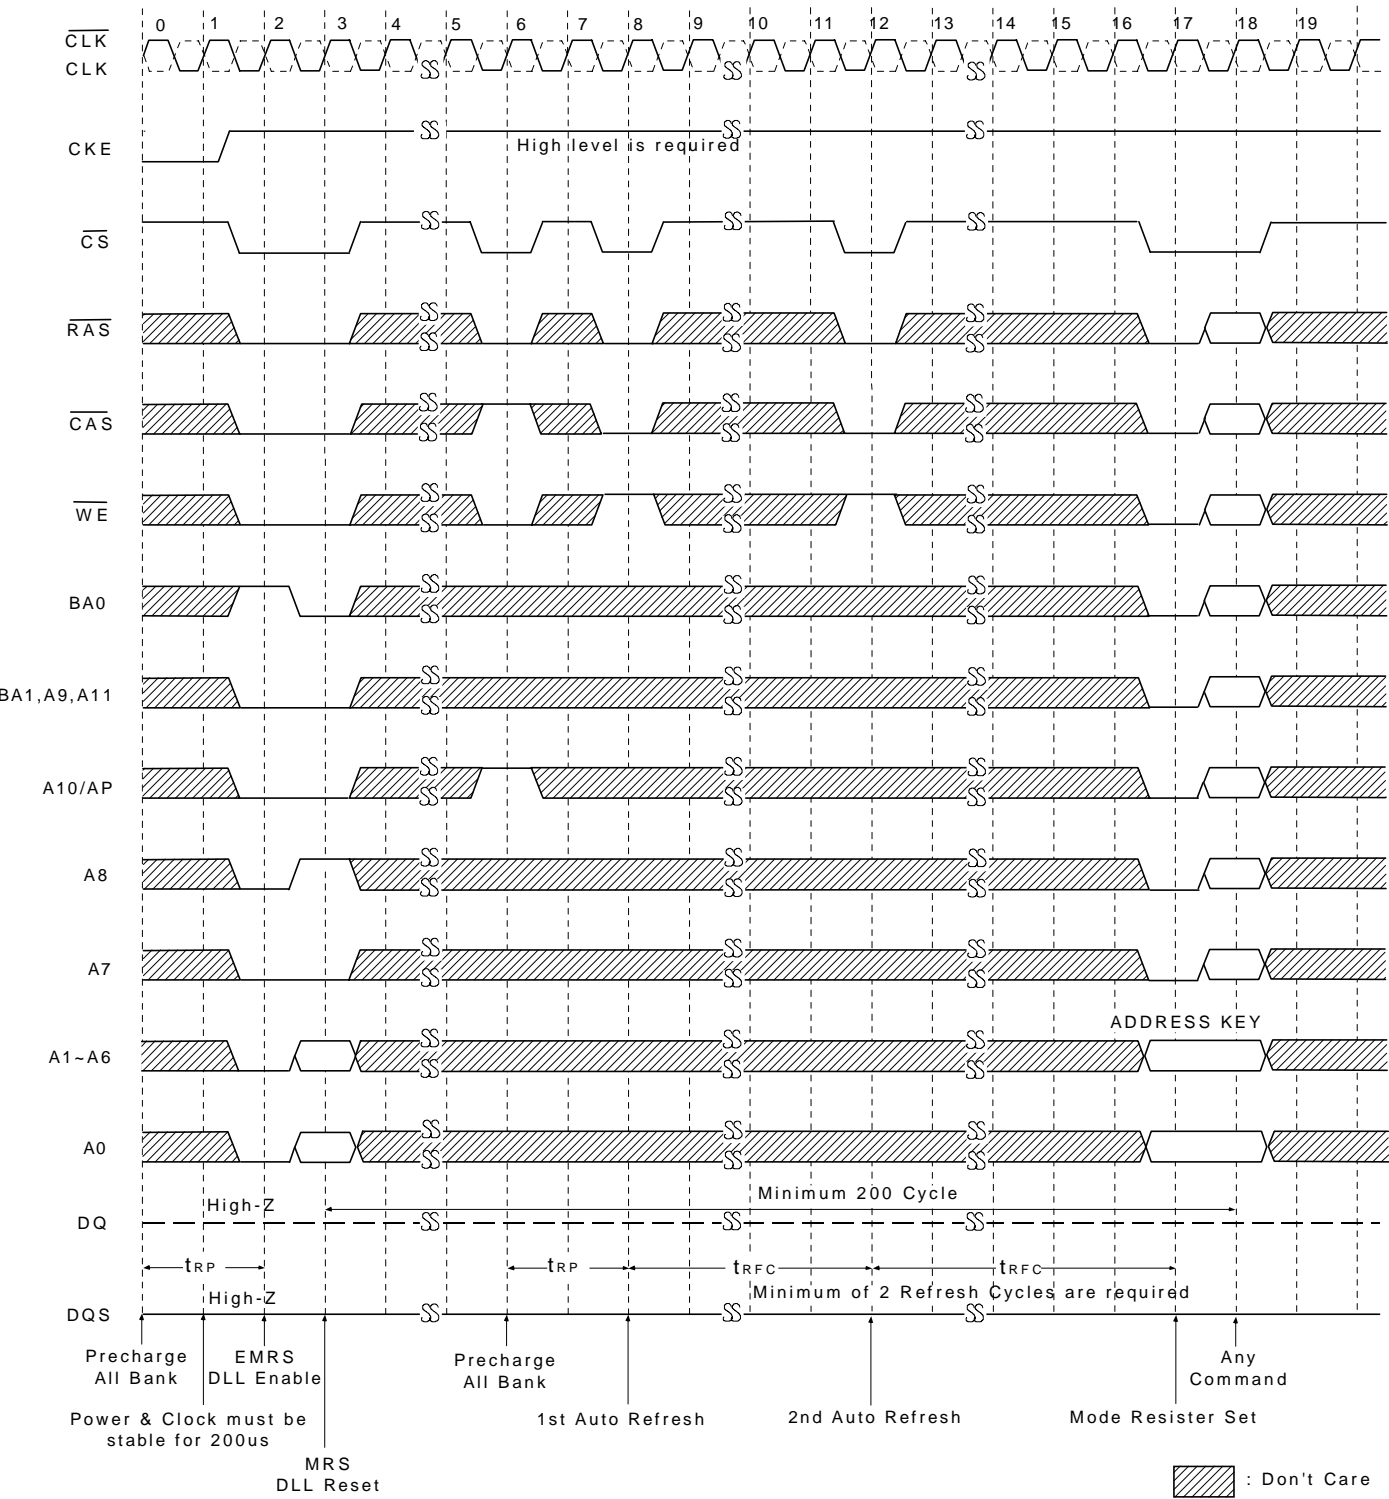 0 1 2 3 4 5 6 7 8 9 10 11 12 13 14 15 16 17 18 19
CLK
CLK
CKE
High level is required
CS
RAS
CAS
WE
BA0
BA1,A9,A11
A10/AP
A8
A7
ADDRESS KEY
A1~A6
A0
Minimum 200 Cycle
High-Z
DQ
tRP tRP tRFC tRFC
High-Z
Minimum of 2 Refresh Cycles are required
DQS
Precharge
All Bank
EMRS
DLL Enable
Precharge
All Bank
Any
Command
Power & Clock must be
stable for 200us
1st Auto Refresh
2nd Auto Refresh
Mode Resister Set
MRS
DLL Reset
: Don't Care